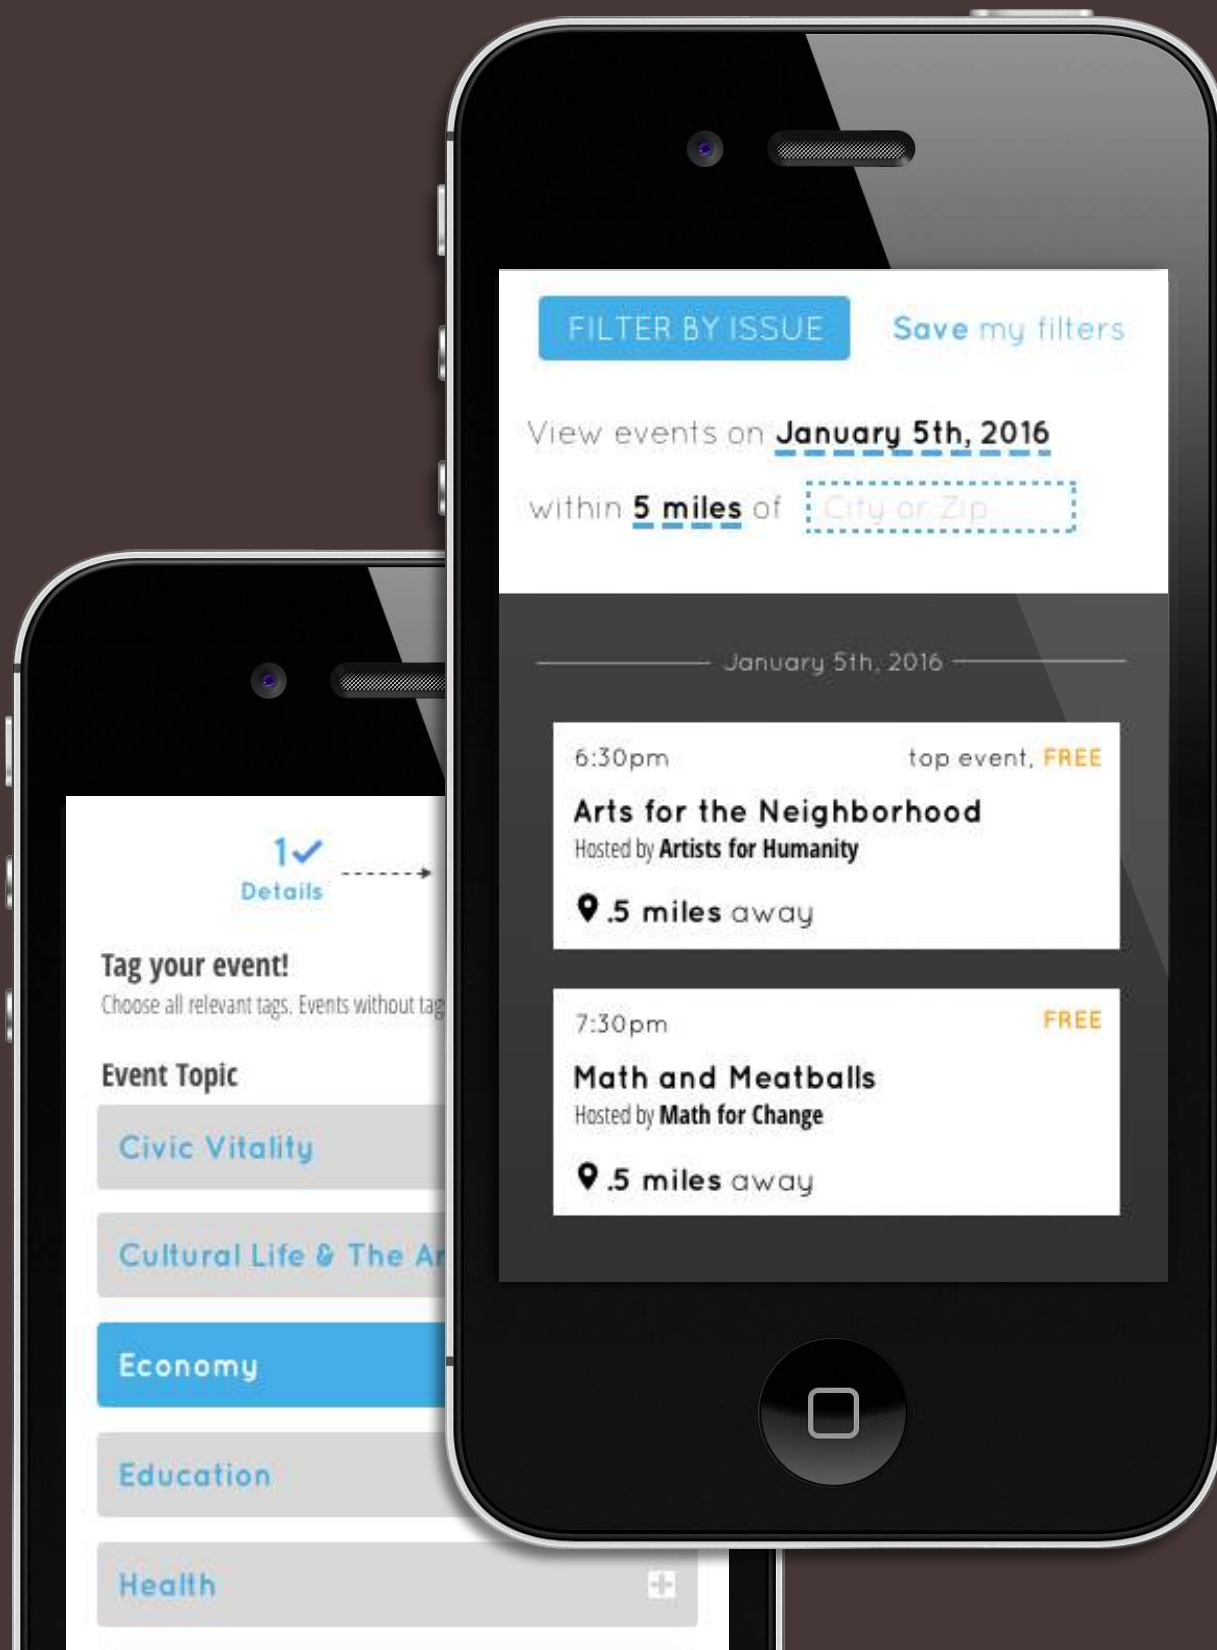 FILTER BY ISSUE Save my filters
View events on January 5th, 2016
within 5 miles of City or Zip
January 5th, 2016
6:30pm top event, FREE
Arts for the Neighborhood
Hosted by Artists for Humanity
.5 miles away
7:30pm FREE
Math and Meatballs
Hosted by Math for Change
.5 miles away
1
Details
Tag your event!
Choose all relevant tags. Events without tag
Event Topic
Civic Vitality
Cultural Life & The Ar
Economy
Education
Health